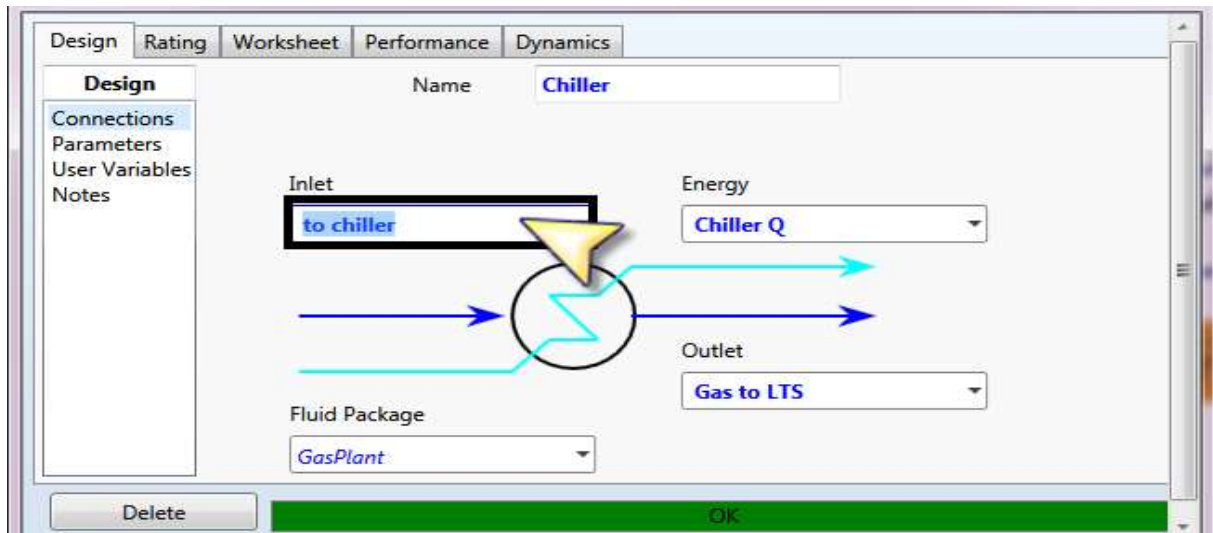 Design Rating Worksheet Performance Dynamics
Design
Name Chiller
Connections
Parameters
User Variables
Notes
Inlet
Energy
to chiller
Chiller Q
Outlet
Gas to LTS
Fluid Package
GasPlant
Delete
OK